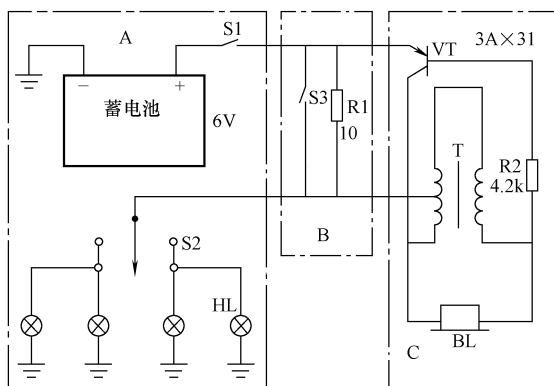 A
S1
3A×31
VT
− +
蓄电池
6V
S3
R1
10
T
R2
4.2k
B
S2
HL
BL
C